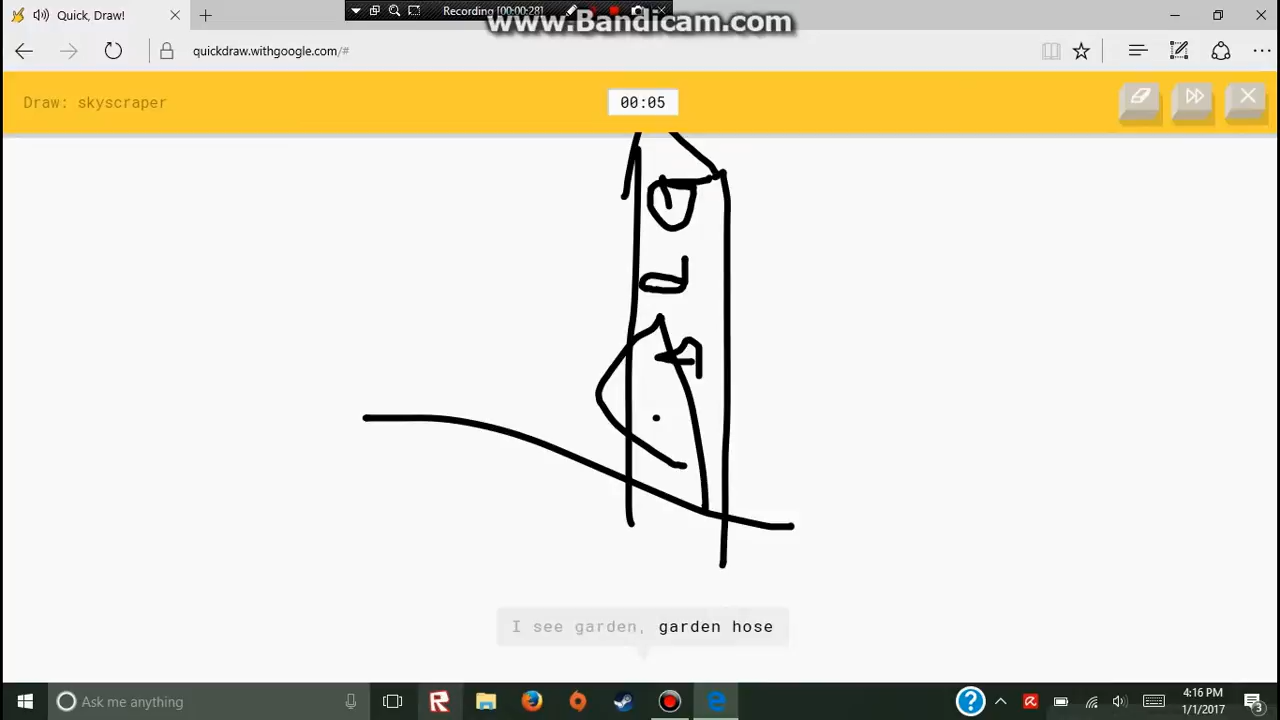 Quick, Draw!
Recording [00:00:28]
www.Bandicam.com
quickdraw.withgoogle.com/#
Draw: skyscraper
00:05
I see garden, garden hose
Ask me anything
4:16 PM
1/1/2017
3